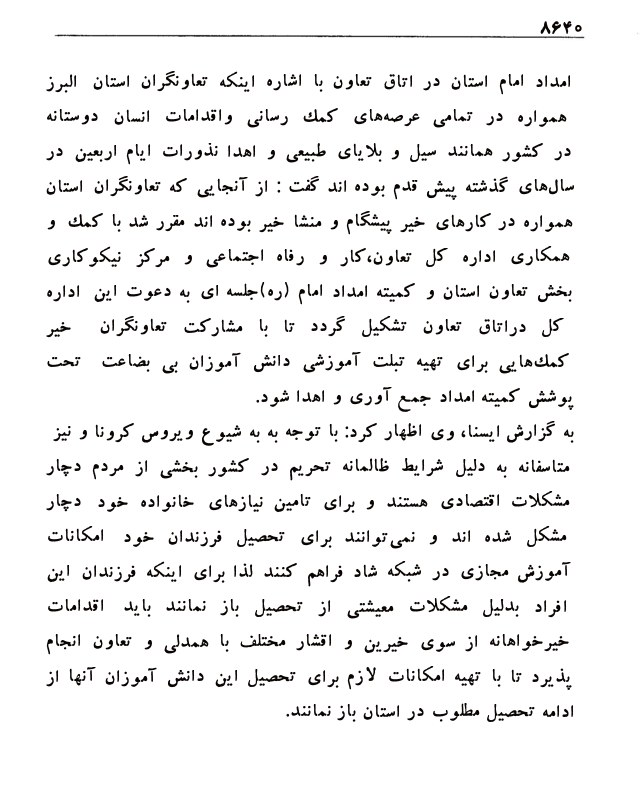 ۸۶۴۰
امداد امام استان در اتاق تعاون با اشاره اینکه تعاونگران استان البرز
همواره در تمامی عرصه‌های کمك رسانی واقدامات انسان دوستانه
در کشور همانند سیل و بلایای طبیعی و اهدا نذورات ایام اربعین در
سال‌های گذشته پیش قدم بوده اند گفت : از آنجایی که تعاونگران استان
همواره در کارهای خیر پیشگام و منشا خیر بوده اند مقرر شد با کمك و
همکاری اداره کل تعاون،کار و رفاه اجتماعی و مرکز نیکوکاری
بخش تعاون استان و کمیته امداد امام (ره)جلسه ای به دعوت این اداره
کل دراتاق تعاون تشکیل گردد تا با مشارکت تعاونگران خیر
کمك‌هایی برای تهیه تبلت آموزشی دانش آموزان بی بضاعت تحت
پوشش کمیته امداد جمع آوری و اهدا شود.
به گزارش ایسنا، وی اظهار کرد: با توجه به به شیوع ویروس کرونا و نیز
متاسفانه به دلیل شرایط ظالمانه تحریم در کشور بخشی از مردم دچار
مشکلات اقتصادی هستند و برای تامین نیازهای خانواده خود دچار
مشکل شده اند و نمی‌توانند برای تحصیل فرزندان خود امکانات
آموزش مجازی در شبکه شاد فراهم کنند لذا برای اینکه فرزندان این
افراد بدلیل مشکلات معیشتی از تحصیل باز نمانند باید اقدامات
خیرخواهانه از سوی خیرین و اقشار مختلف با همدلی و تعاون انجام
پذیرد تا با تهیه امکانات لازم برای تحصیل این دانش آموزان آنها از
ادامه تحصیل مطلوب در استان باز نمانند.